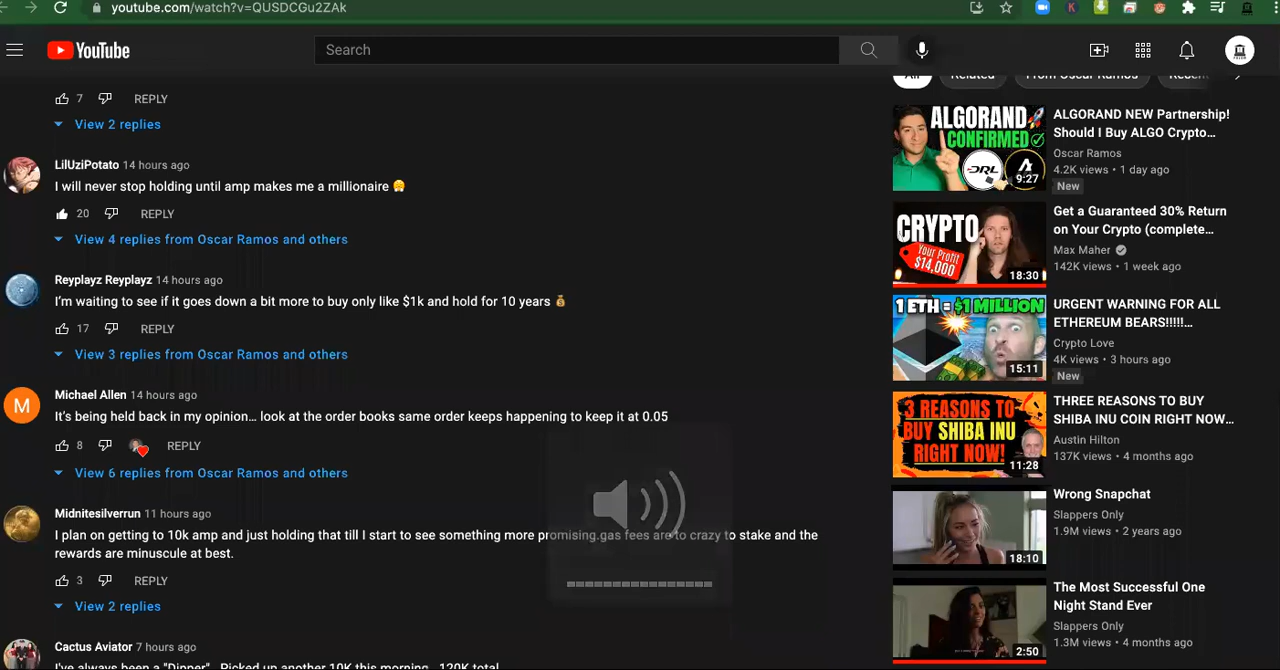 youtube.com/watch?v=QUSDCGu2ZAk
YouTube
Search
7 REPLY
View 2 replies
LilUziPotato 14 hours ago
I will never stop holding until amp makes me a millionaire
20 REPLY
View 4 replies from Oscar Ramos and others
Reyplayz Reyplayz 14 hours ago
I'm waiting to see if it goes down a bit more to buy only like $1k and hold for 10 years
17 REPLY
View 3 replies from Oscar Ramos and others
M
Michael Allen 14 hours ago
It's being held back in my opinion... look at the order books same order keeps happening to keep it at 0.05
8 REPLY
View 6 replies from Oscar Ramos and others
Midnitesilverrun 11 hours ago
I plan on getting to 10k amp and just holding that till I start to see something more promising.gas fees are to crazy to stake and the
rewards are minuscule at best.
3 REPLY
View 2 replies
Cactus Aviator 7 hours ago
I've always been a "Dipper". Picked up another 10K this morning...120K total
All Related From Oscar Ramos
ALGORAND
CONFIRMED
DRL
9:27
ALGORAND NEW Partnership!
Should I Buy ALGO Crypto...
Oscar Ramos
4.2K views • 1 day ago
New
CRYPTO
Your Profit
$14,000
18:30
Get a Guaranteed 30% Return
on Your Crypto (complete...
Max Maher
142K views • 1 week ago
1 ETH = $1 MILLION
15:11
URGENT WARNING FOR ALL
ETHEREUM BEARS!!!!!...
Crypto Love
4K views • 3 hours ago
New
3 REASONS TO
BUY SHIBA INU
RIGHT NOW!
11:28
THREE REASONS TO BUY
SHIBA INU COIN RIGHT NOW...
Austin Hilton
137K views • 4 months ago
18:10
Wrong Snapchat
Slappers Only
1.9M views • 2 years ago
2:50
The Most Successful One
Night Stand Ever
Slappers Only
1.3M views • 4 months ago